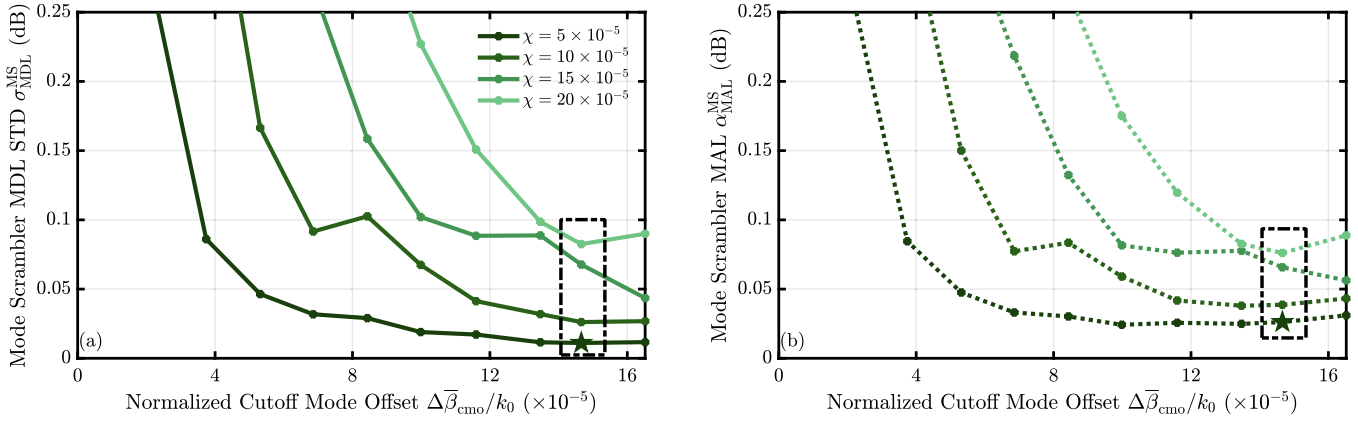 Mode Scrambler MDL STD σ^MS_MDL (dB)
0.25
0.2
0.15
0.1
0.05
0
χ = 5 × 10⁻⁵
χ = 10 × 10⁻⁵
χ = 15 × 10⁻⁵
χ = 20 × 10⁻⁵
(a)
0 4 8 12 16
Normalized Cutoff Mode Offset Δβ̅_cmo/k₀ (×10⁻⁵)
Mode Scrambler MAL α^MS_MAL (dB)
0.25
0.2
0.15
0.1
0.05
0
(b)
0 4 8 12 16
Normalized Cutoff Mode Offset Δβ̅_cmo/k₀ (×10⁻⁵)